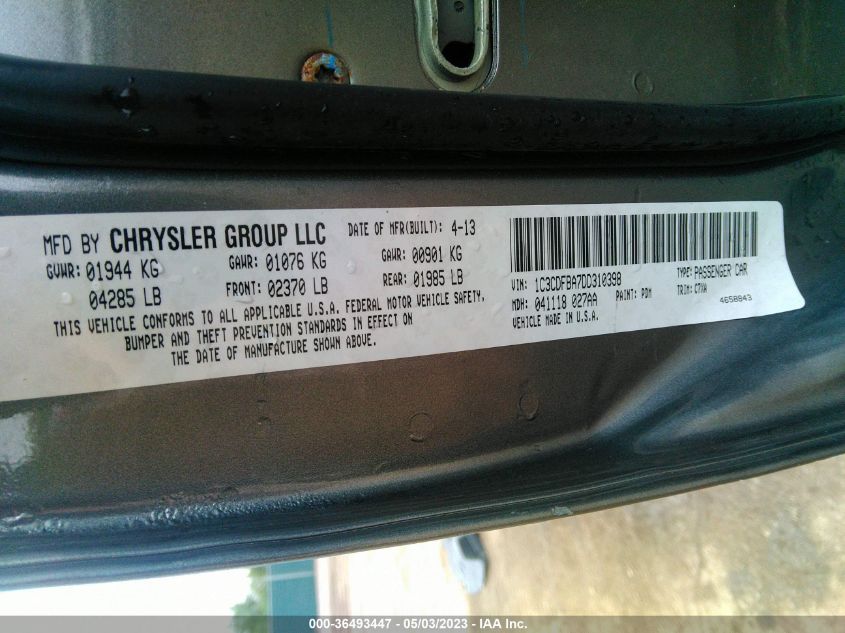 MFD BY CHRYSLER GROUP LLC
DATE OF MFR(BUILT): 4-13
GVWR: 01944 KG
GAWR: 01076 KG
GAWR: 00901 KG
04285 LB
FRONT: 02370 LB
REAR: 01985 LB
THIS VEHICLE CONFORMS TO ALL APPLICABLE U.S.A. FEDERAL MOTOR VEHICLE SAFETY,
BUMPER AND THEFT PREVENTION STANDARDS IN EFFECT ON
THE DATE OF MANUFACTURE SHOWN ABOVE.
VIN: 1C3CDFBA7DD310398
TYPE: PASSENGER CAR
MDH: 041118 027AA
PAINT: PDM
TRIM: C7XA
VEHICLE MADE IN U.S.A.
4658843
000-36493447 - 05/03/2023 - IAA Inc.